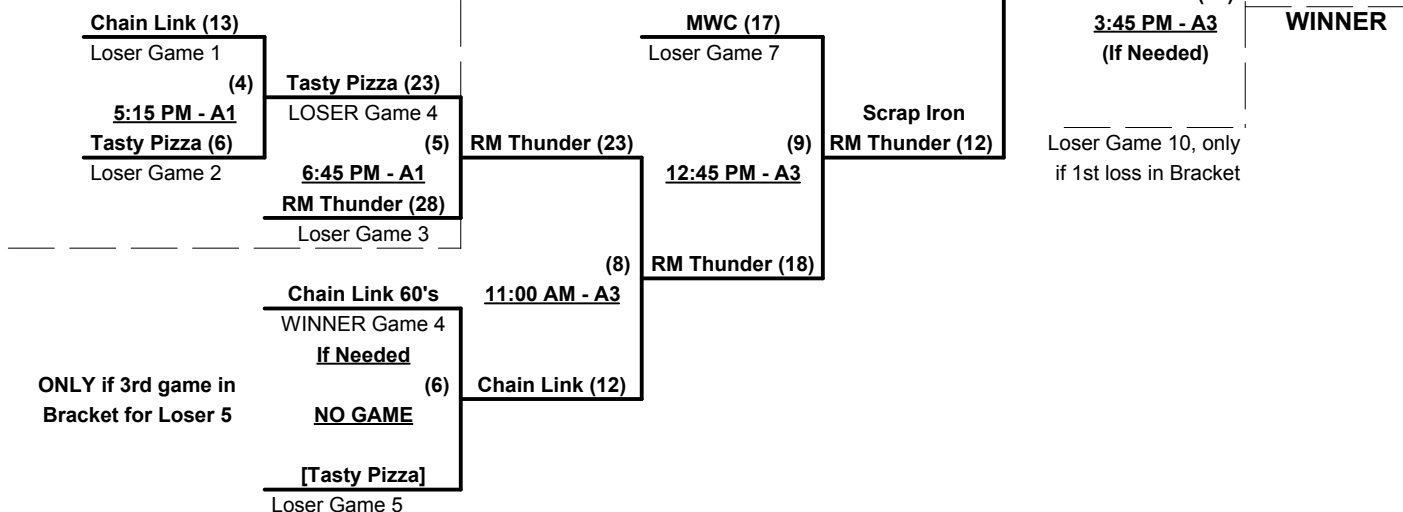 Chain Link (13)
Loser Game 1
(4)
5:15 PM - A1
Tasty Pizza (6)
Loser Game 2
Tasty Pizza (23)
LOSER Game 4
(5)
6:45 PM - A1
RM Thunder (28)
Loser Game 3
RM Thunder (23)
(8)
11:00 AM - A3
Chain Link 60's
WINNER Game 4
If Needed
(6)
NO GAME
ONLY if 3rd game in
Bracket for Loser 5
[Tasty Pizza]
Loser Game 5
Chain Link (12)
MWC (17)
Loser Game 7
(9)
12:45 PM - A3
RM Thunder (18)
Scrap Iron
RM Thunder (12)
3:45 PM - A3
(If Needed)
Loser Game 10, only
if 1st loss in Bracket
WINNER